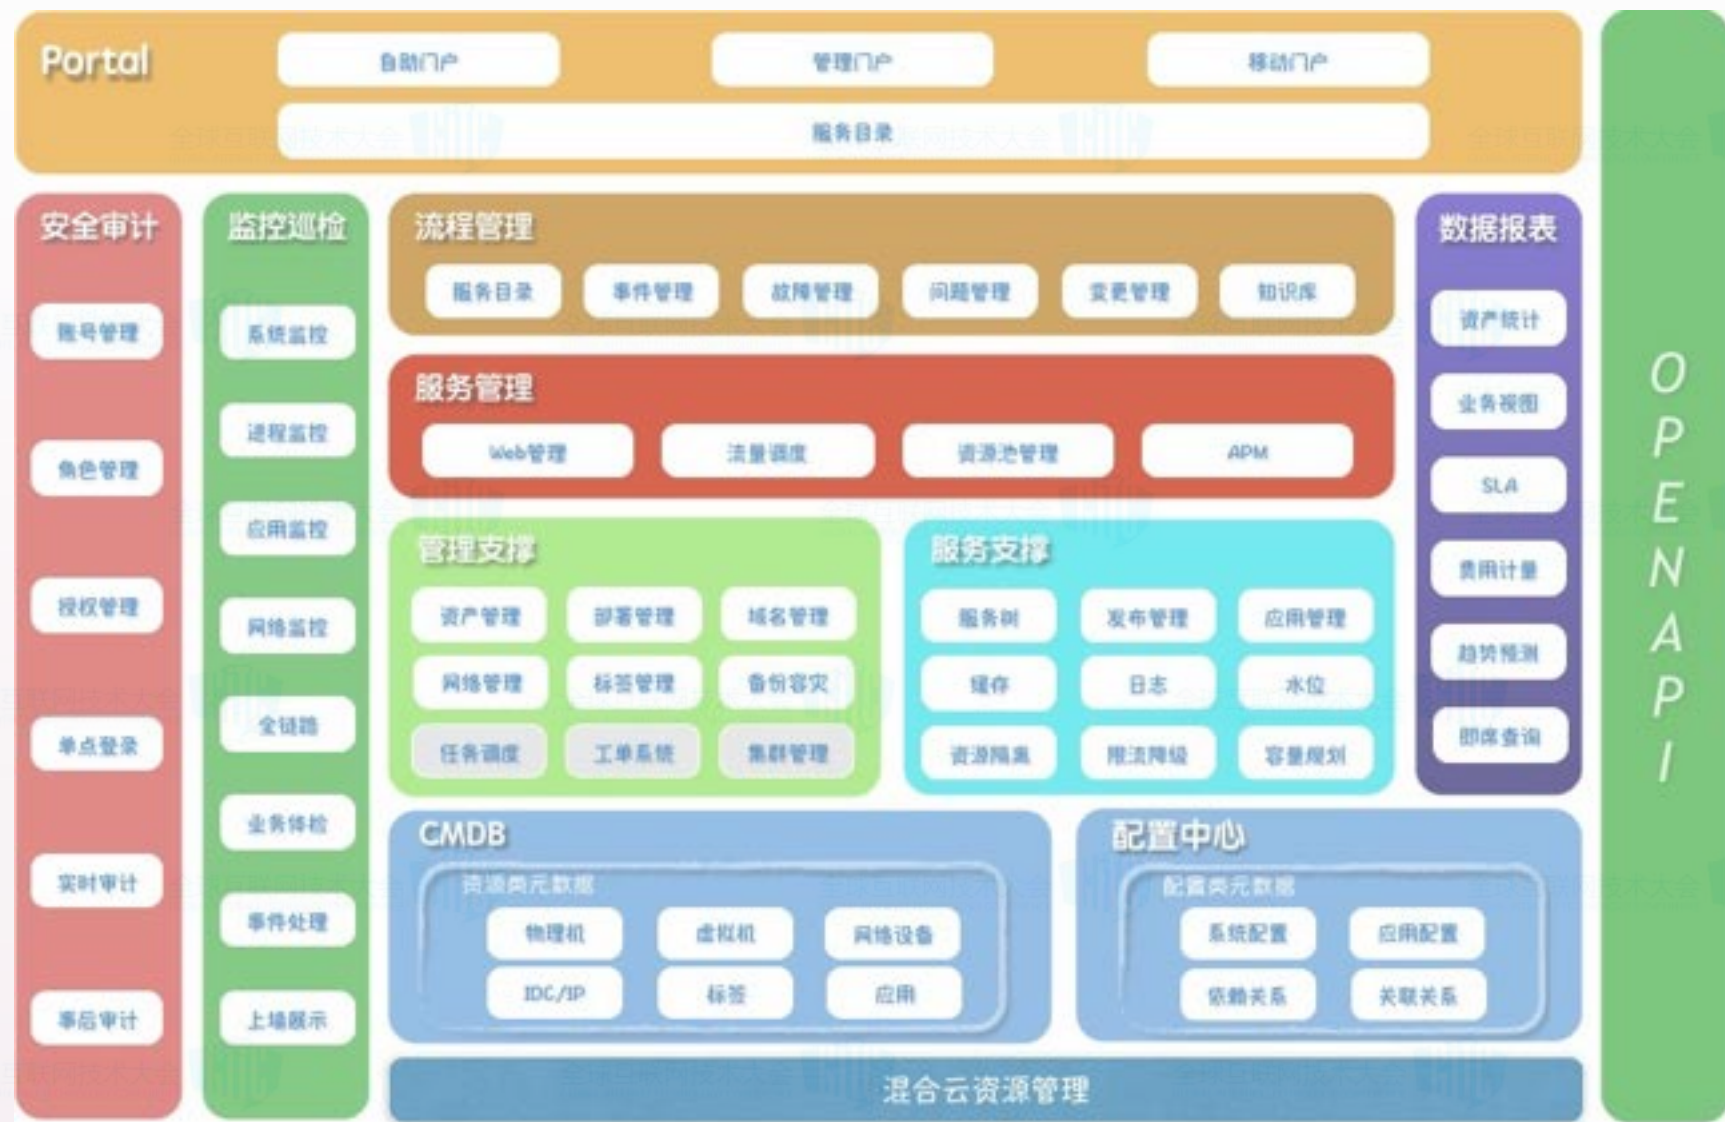 Portal
自助门户
管理门户
移动门户
服务目录
安全审计
账号管理
角色管理
授权管理
单点登录
实时审计
事后审计
监控巡检
系统监控
进程监控
应用监控
网络监控
全链路
业务体检
事件处理
上墙展示
流程管理
服务目录
事件管理
故障管理
问题管理
变更管理
知识库
服务管理
Web管理
流量调度
资源池管理
APM
管理支撑
资产管理
部署管理
域名管理
网络管理
标签管理
备份容灾
任务调度
工单系统
集群管理
服务支撑
服务树
发布管理
应用管理
缓存
日志
水位
资源隔离
限流降级
容量规划
数据报表
资产统计
业务视图
SLA
费用计量
趋势预测
即席查询
CMDB
资源类元数据
物理机
虚拟机
网络设备
IDC/IP
标签
应用
配置中心
配置类元数据
系统配置
应用配置
依赖关系
关联关系
混合云资源管理
OPENAPI
全球互联网技术大会